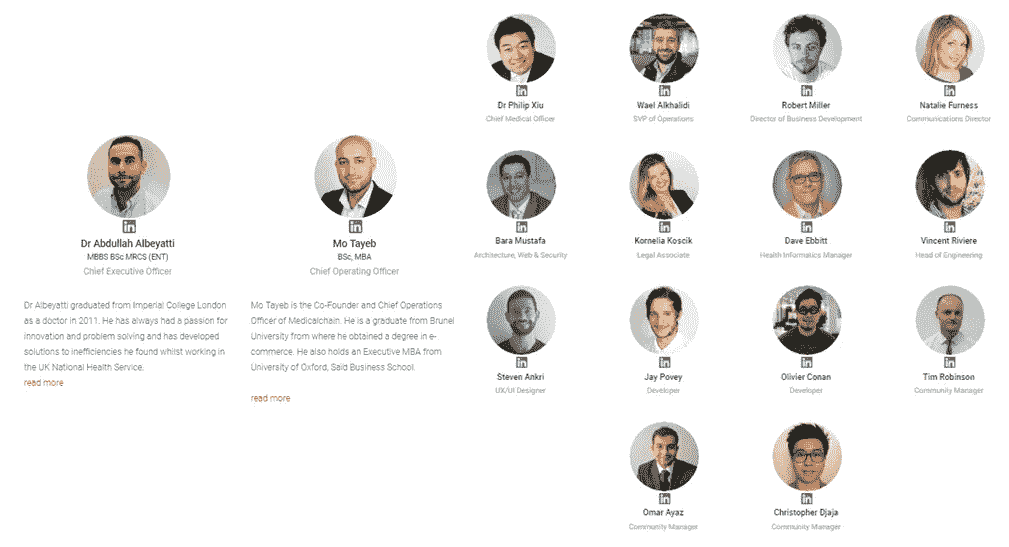 Dr Abdullah Albeyatti
MBBS BSc MRCS (ENT)
Chief Executive Officer
Dr Albeyatti graduated from Imperial College London
as a doctor in 2011. He has always had a passion for
innovation and problem solving and has developed
solutions to inefficiencies he found whilst working in
the UK National Health Service.
read more
Mo Tayeb
BSc, MBA
Chief Operating Officer
Mo Tayeb is the Co-Founder and Chief Operations
Officer of Medicalchain. He is a graduate from Brunel
University from where he obtained a degree in e-
commerce. He also holds an Executive MBA from
University of Oxford, Saïd Business School.
read more
in
Dr Philip Xiu
Chief Medical Officer
in
Wael Alkhalidi
SVP of Operations
in
Robert Miller
Director of Business Development
in
Natalie Furness
Communications Director
in
Bara Mustafa
Architecture, Web & Security
in
Kornelia Koscik
Legal Associate
in
Dave Ebbitt
Health Informatics Manager
in
Vincent Riviere
Head of Engineering
in
Steven Ankri
UX/UI Designer
in
Jay Povey
Developer
in
Olivier Conan
Developer
in
Tim Robinson
Community Manager
in
Omar Ayaz
Community Manager
in
Christopher Djaja
Community Manager